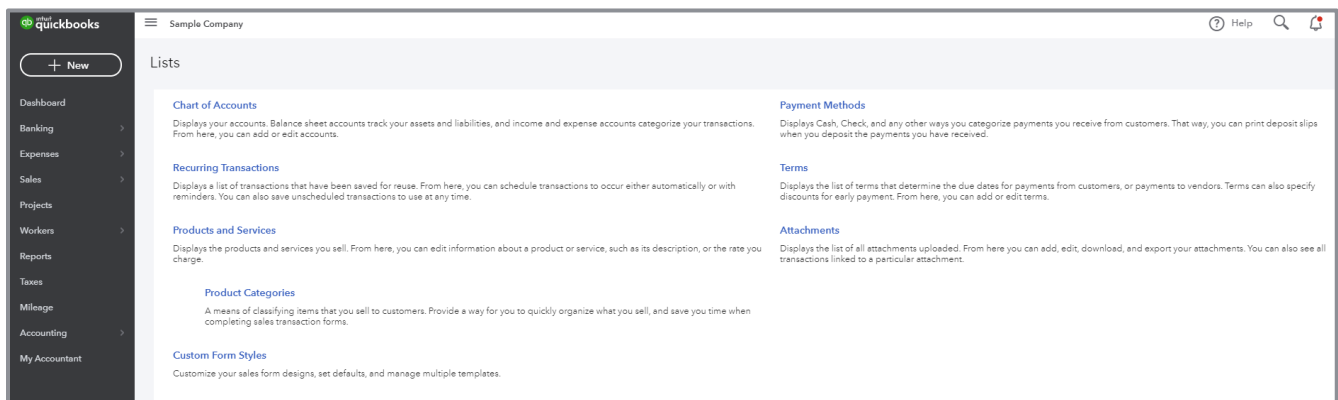 intuit
quickbooks
Sample Company
Help
+ New
Lists
Dashboard
Banking
Expenses
Sales
Projects
Workers
Reports
Taxes
Mileage
Accounting
My Accountant
Chart of Accounts
Displays your accounts. Balance sheet accounts track your assets and liabilities, and income and expense accounts categorize your transactions.
From here, you can add or edit accounts.
Recurring Transactions
Displays a list of transactions that have been saved for reuse. From here, you can schedule transactions to occur either automatically or with
reminders. You can also save unscheduled transactions to use at any time.
Products and Services
Displays the products and services you sell. From here, you can edit information about a product or service, such as its description, or the rate you
charge.
Product Categories
A means of classifying items that you sell to customers. Provide a way for you to quickly organize what you sell, and save you time when
completing sales transaction forms.
Custom Form Styles
Customize your sales form designs, set defaults, and manage multiple templates.
Payment Methods
Displays Cash, Check, and any other ways you categorize payments you receive from customers. That way, you can print deposit slips
when you deposit the payments you have received.
Terms
Displays the list of terms that determine the due dates for payments from customers, or payments to vendors. Terms can also specify
discounts for early payment. From here, you can add or edit terms.
Attachments
Displays the list of all attachments uploaded. From here you can add, edit, download, and export your attachments. You can also see all
transactions linked to a particular attachment.